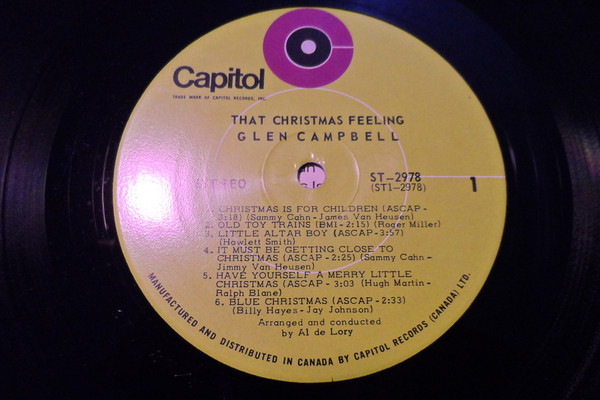 Capitol
TRADE MARK OF CAPITOL RECORDS, INC.
THAT CHRISTMAS FEELING
GLEN CAMPBELL
STEREO
ST-2978
(ST1-2978)
1
1. CHRISTMAS IS FOR CHILDREN (ASCAP -
3:18) (Sammy Cahn-James Van Heusen)
2. OLD TOY TRAINS (BMI - 2:15) (Roger Miller)
3. LITTLE ALTAR BOY (ASCAP-3:57)
(Howlett Smith)
4. IT MUST BE GETTING CLOSE TO
CHRISTMAS (ASCAP - 2:25) (Sammy Cahn-
Jimmy Van Heusen)
5. HAVE YOURSELF A MERRY LITTLE
CHRISTMAS (ASCAP - 3:03 (Hugh Martin-
Ralph Blane)
6. BLUE CHRISTMAS (ASCAP - 2:33)
(Billy Hayes - Jay Johnson)
Arranged and conducted
by Al de Lory
MANUFACTURED AND DISTRIBUTED IN CANADA BY CAPITOL RECORDS (CANADA) LTD.